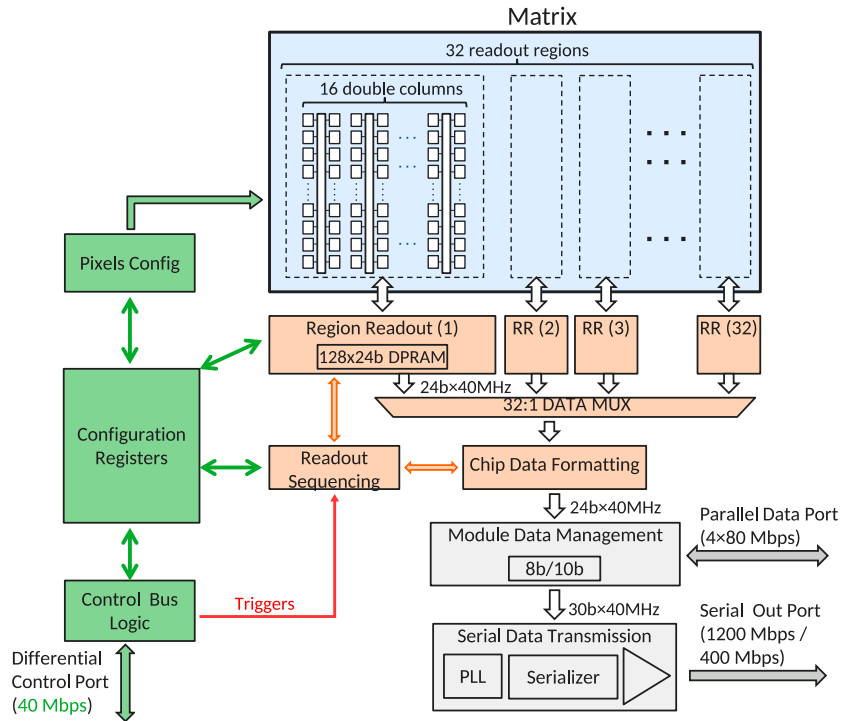 Matrix
32 readout regions
16 double columns
Pixels Config
Region Readout (1)
128x24b DPRAM
RR (2)
RR (3)
RR (32)
24b×40MHz
32:1 DATA MUX
Configuration
Registers
Readout
Sequencing
Chip Data Formatting
24b×40MHz
Module Data Management
8b/10b
Parallel Data Port
(4×80 Mbps)
Control Bus
Logic
Triggers
30b×40MHz
Serial Data Transmission
PLL
Serializer
Serial Out Port
(1200 Mbps /
400 Mbps)
Differential
Control Port
(40 Mbps)